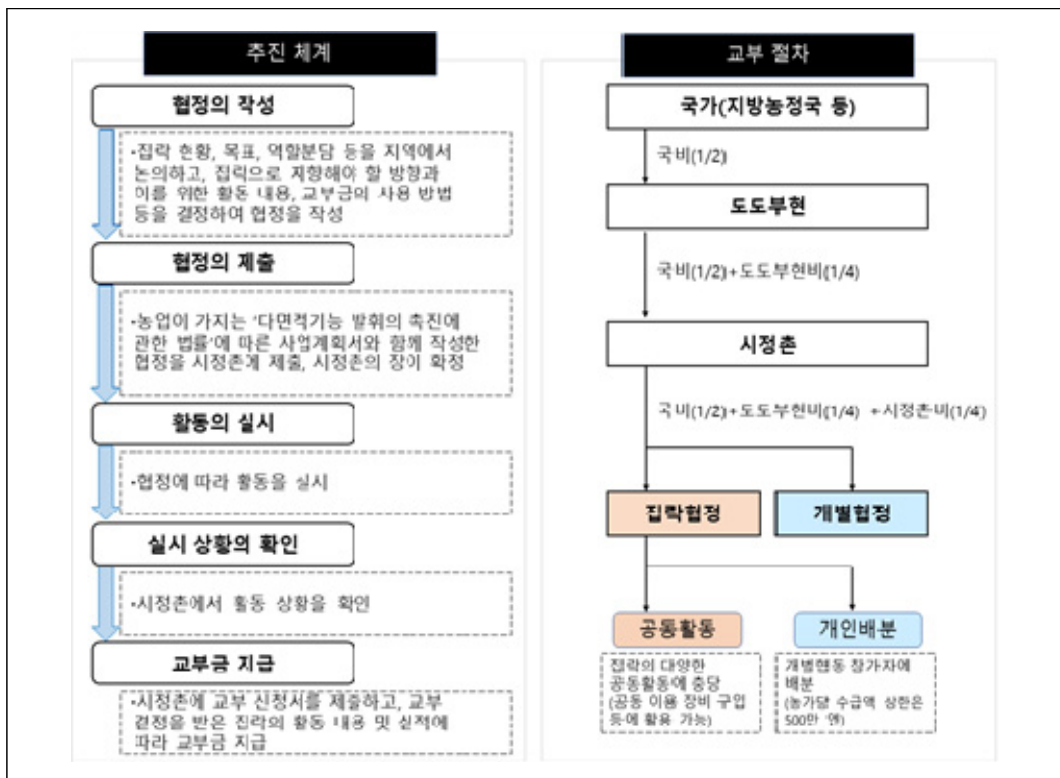 추진 체계
협정의 작성
•집락 현황, 목표, 역할분담 등을 지역에서
논의하고, 집락으로 지향해야 할 방향과
이를 위한 활동 내용, 교부금의 사용 방법
등을 결정하여 협정을 작성
협정의 제출
•농업이 가지는 '다면적기능 발휘의 촉진에
관한 법률'에 따른 사업계획서와 함께 작성한
협정을 시정촌에 제출, 시정촌의 장이 확정
활동의 실시
•협정에 따라 활동을 실시
실시 상황의 확인
•시정촌에서 활동 상황을 확인
교부금 지급
•시정촌에 교부 신청서를 제출하고, 교부
결정을 받은 집락의 활동 내용 및 실적에
따라 교부금 지급
교부 절차
국가(지방농정국 등)
국비(1/2)
도도부현
국비(1/2)+도도부현비(1/4)
시정촌
국비(1/2)+도도부현비(1/4) +시정촌비(1/4)
집락협정
개별협정
공동활동
집락의 다양한
공동활동에 충당
(공동 이용 장비 구입
등에 활용 가능)
개인배분
개별협동 참가자에
배분
(농가당 수급액 상한은
500만 엔)